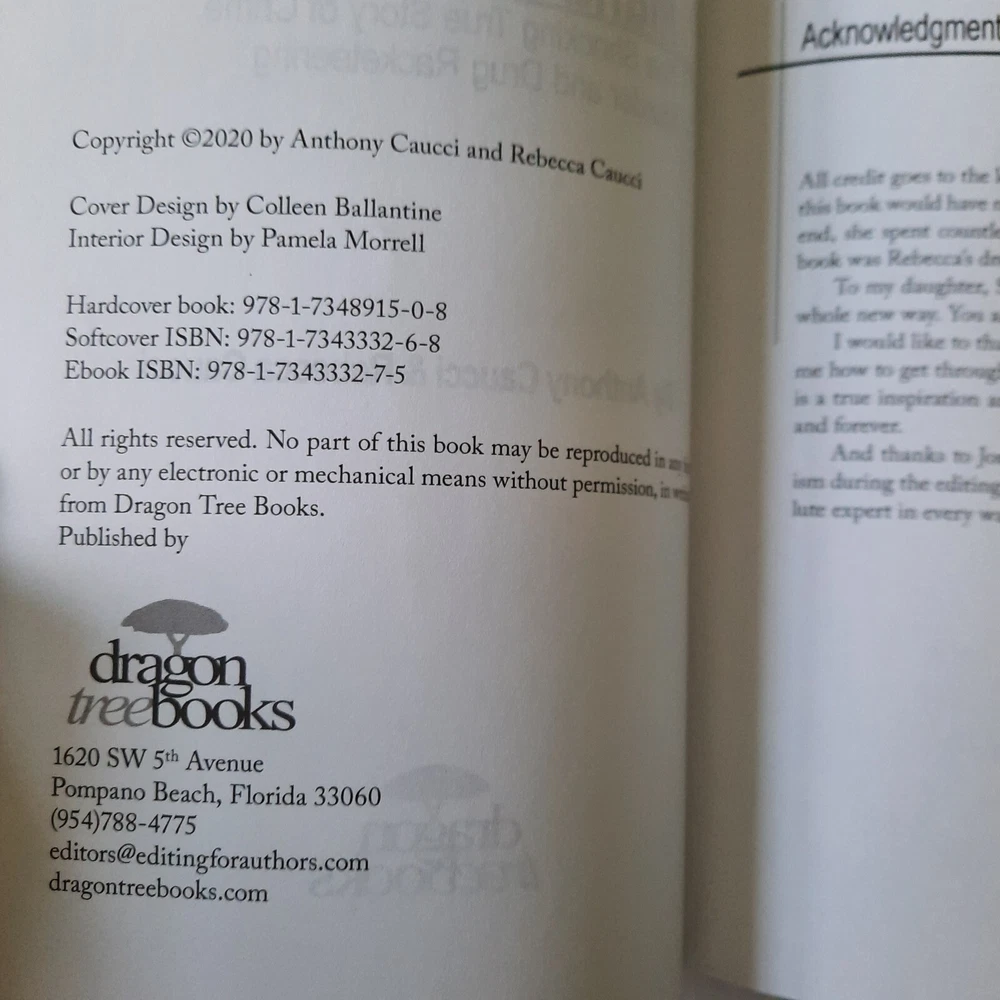 Copyright ©2020 by Anthony Caucci and Rebecca Caucci
Cover Design by Colleen Ballantine
Interior Design by Pamela Morrell
Hardcover book: 978-1-7348915-0-8
Softcover ISBN: 978-1-7343332-6-8
Ebook ISBN: 978-1-7343332-7-5
All rights reserved. No part of this book may be reproduced in
or by any electronic or mechanical means without permission, in
from Dragon Tree Books.
Published by
dragon
treebooks
1620 SW 5th Avenue
Pompano Beach, Florida 33060
(954)788-4775
editors@editingforauthors.com
dragontreebooks.com
Acknowledgment
All credit goes to the
this book would have
end, she spent
book was Rebecca's
To my daughter,
whole new way. You
I would like to
me how to get
is a true inspiration
and forever.
And thanks to
ism during the editing
lute expert in every